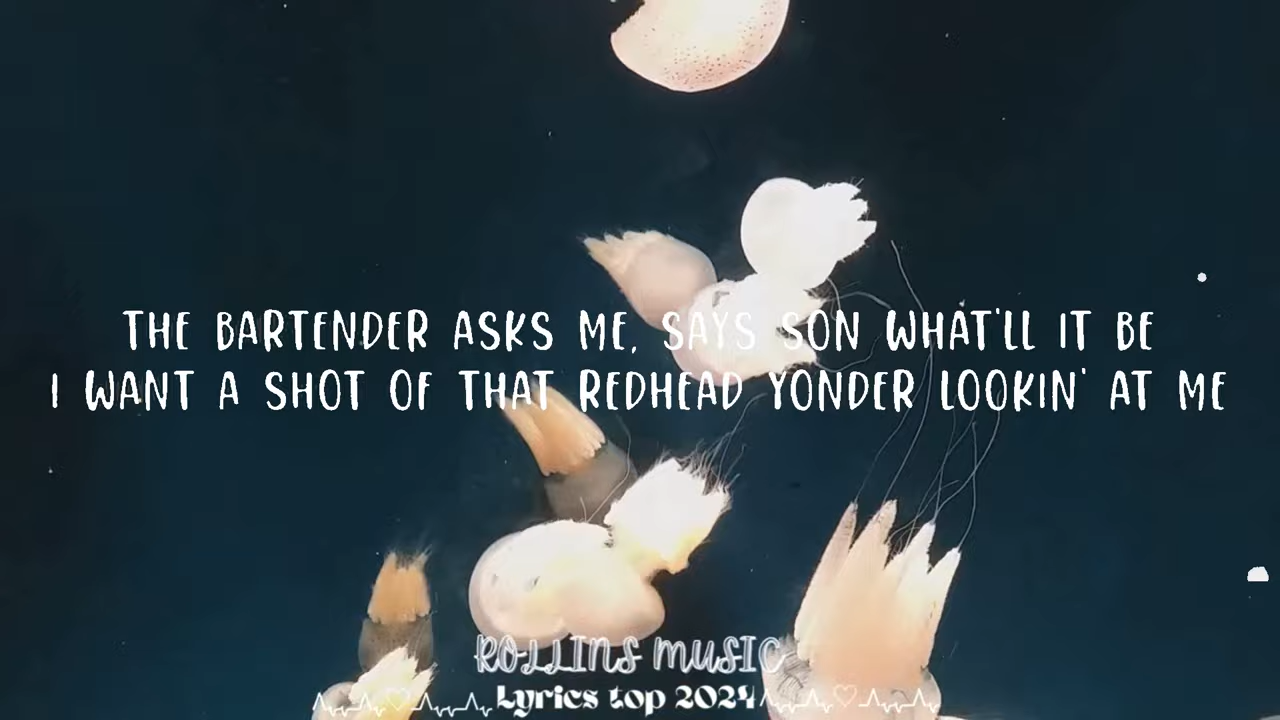 THE BARTENDER ASKS ME, SAYS SON WHAT'LL IT BE
I WANT A SHOT OF THAT REDHEAD YONDER LOOKIN' AT ME
ROLLINS MUSIC
Lyrics top 2024